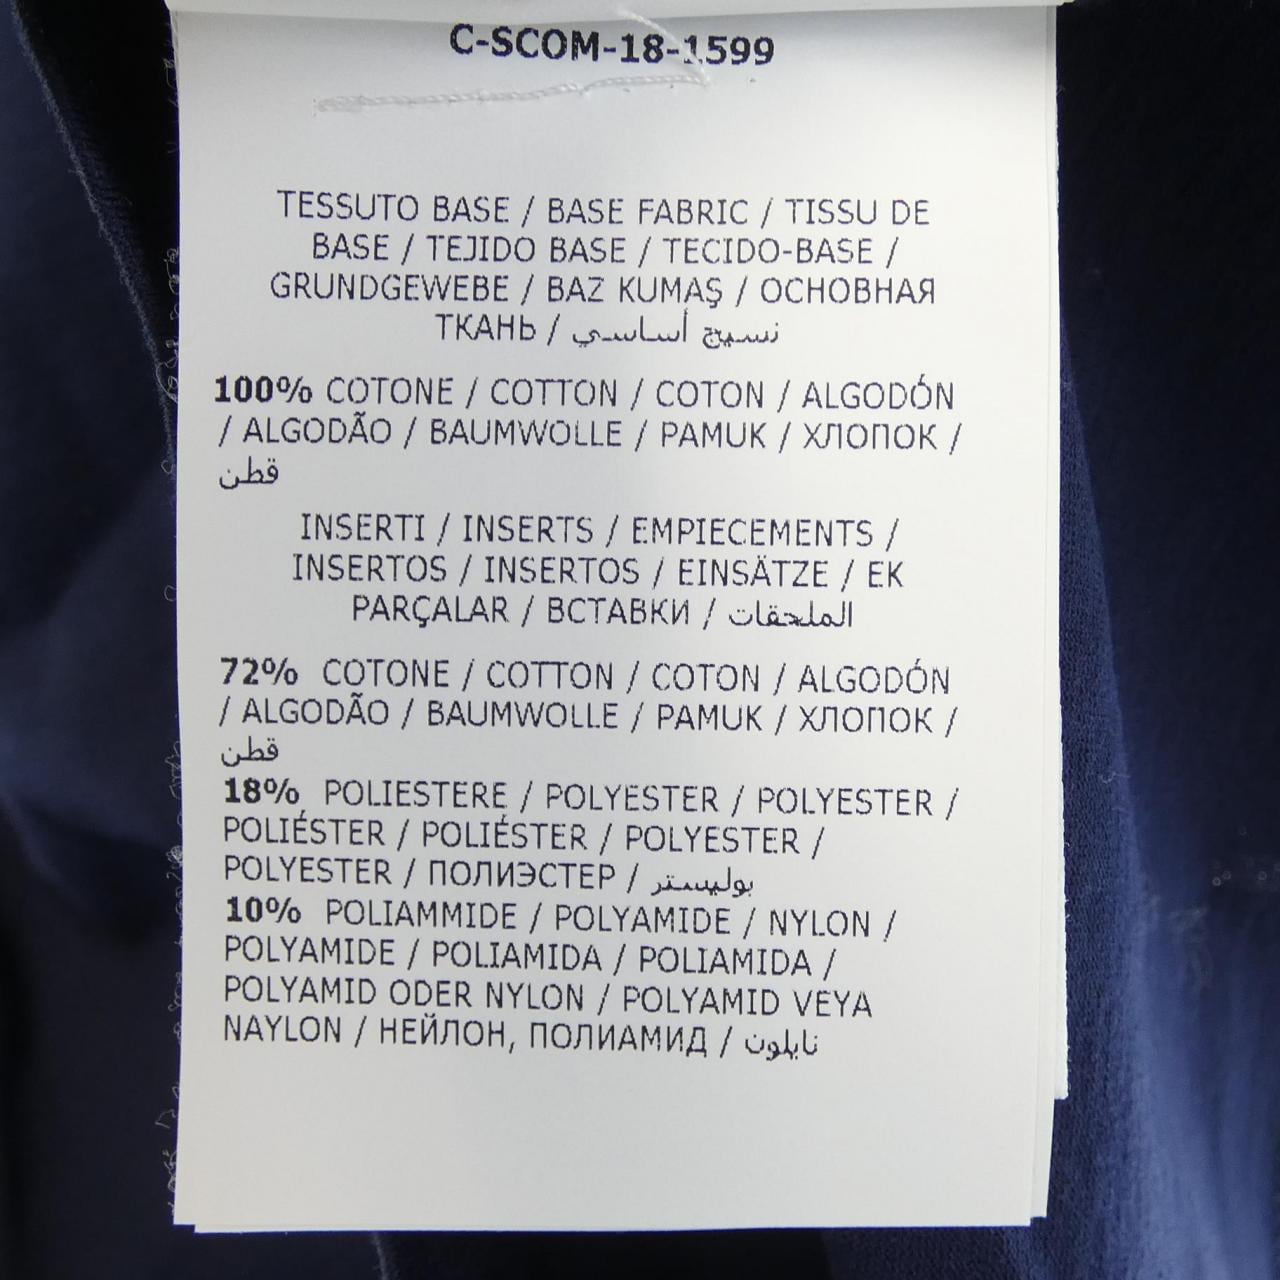 C-SCOM-18-1599
TESSUTO BASE / BASE FABRIC / TISSU DE
BASE / TEJIDO BASE / TECIDO-BASE /
GRUNDGEWEBE / BAZ KUMAŞ / ОСНОВНАЯ
ТКАНЬ / نسيج أساسي
100% COTONE / COTTON / COTON / ALGODÓN
/ ALGODÃO / BAUMWOLLE / PAMUK / ХЛОПОК /
قطن
INSERTI / INSERTS / EMPIECEMENTS /
INSERTOS / INSERTOS / EINSÄTZE / EK
PARÇALAR / ВСТАВКИ / الملحقات
72% COTONE / COTTON / COTON / ALGODÓN
/ ALGODÃO / BAUMWOLLE / PAMUK / ХЛОПОК /
قطن
18% POLIESTERE / POLYESTER / POLYESTER /
POLIÉSTER / POLIÉSTER / POLYESTER /
POLYESTER / ПОЛИЭСТЕР / بوليستر
10% POLIAMMIDE / POLYAMIDE / NYLON /
POLYAMIDE / POLIAMIDA / POLIAMIDA /
POLYAMID ODER NYLON / POLYAMID VEYA
NAYLON / НЕЙЛОН, ПОЛИАМИД / نايلون